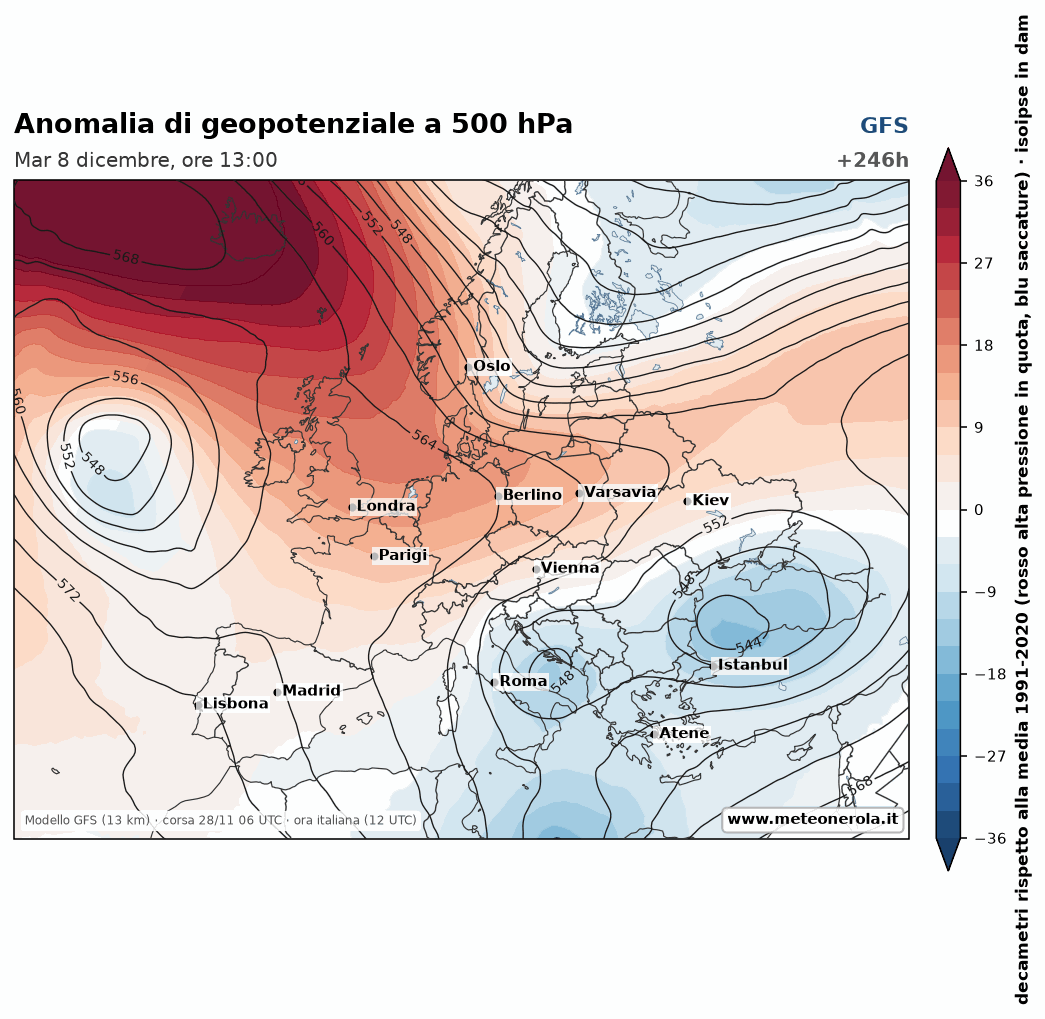 Anomalia di geopotenziale a 500 hPa
GFS
Mar 8 dicembre, ore 13:00
+246h
568
560
552
548
556
560
552
548
564
Oslo
Londra
Berlino
Varsavia
Kiev
Parigi
Vienna
552
548
572
544
Istanbul
Roma
548
Madrid
Lisbona
Atene
568
Modello GFS (13 km) · corsa 28/11 06 UTC · ora italiana (12 UTC)
www.meteonerola.it
36
27
18
9
0
−9
−18
−27
−36
decametri rispetto alla media 1991-2020 (rosso alta pressione in quota, blu saccature) · isoipse in dam